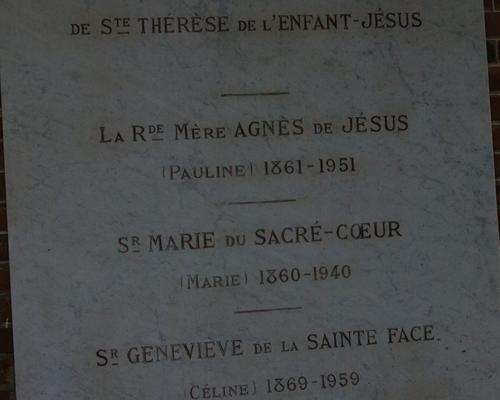 DE STE THÉRÈSE DE L'ENFANT-JÉSUS
LA RDE MÈRE AGNÈS DE JÉSUS
(PAULINE) 1861-1951
SR MARIE DU SACRÉ-CŒUR
(MARIE) 1860-1940
SR GENEVIÈVE DE LA SAINTE FACE.
(CÉLINE) 1869-1959